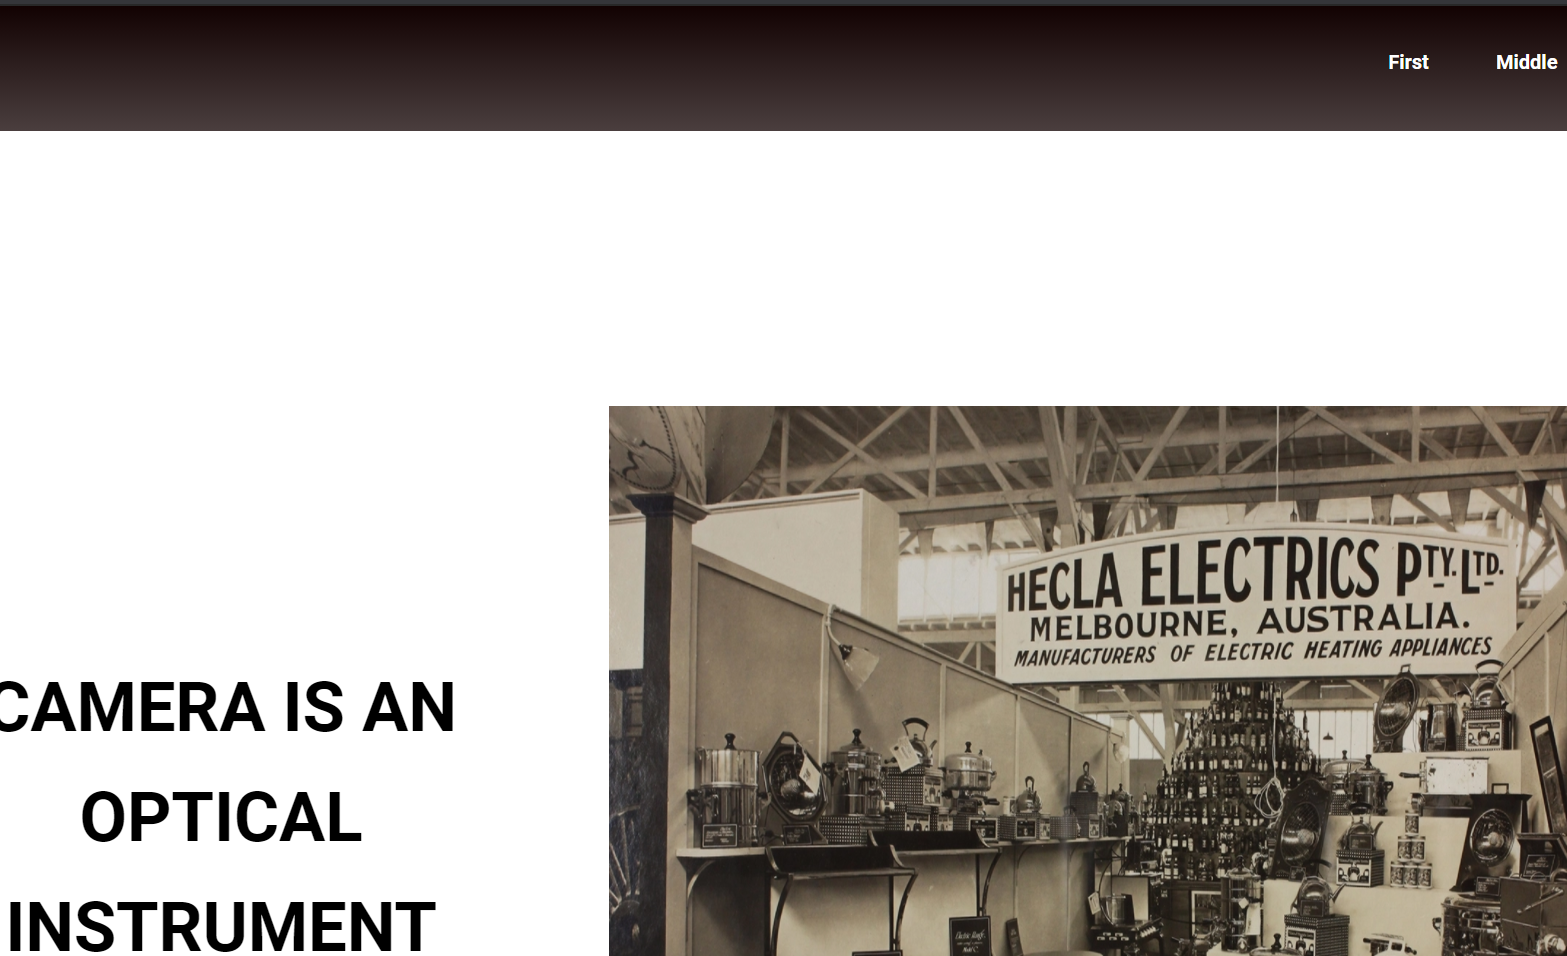 First Middle
HECLA ELECTRICS PTY. LTD.
MELBOURNE, AUSTRALIA.
MANUFACTURERS OF ELECTRIC HEATING APPLIANCES
CAMERA IS AN
OPTICAL
INSTRUMENT